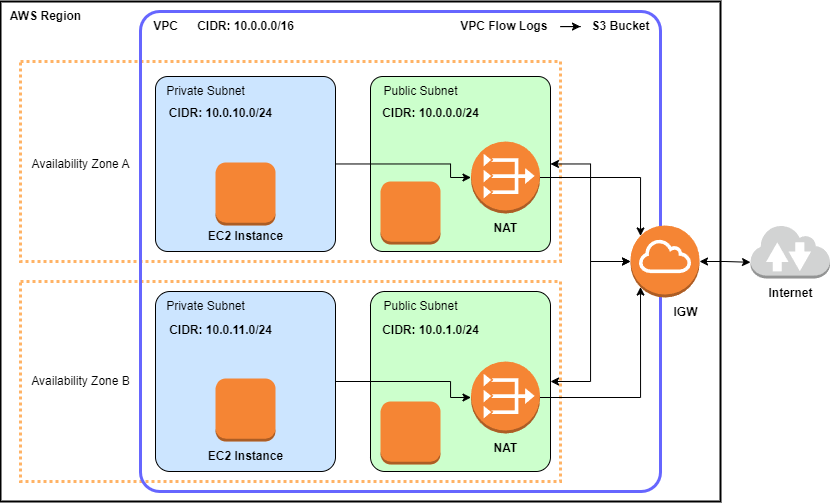 AWS Region
VPC CIDR: 10.0.0.0/16
VPC Flow Logs S3 Bucket
Private Subnet
CIDR: 10.0.10.0/24
Public Subnet
CIDR: 10.0.0.0/24
Availability Zone A
EC2 Instance
NAT
IGW
Internet
Private Subnet
CIDR: 10.0.11.0/24
Public Subnet
CIDR: 10.0.1.0/24
Availability Zone B
EC2 Instance
NAT